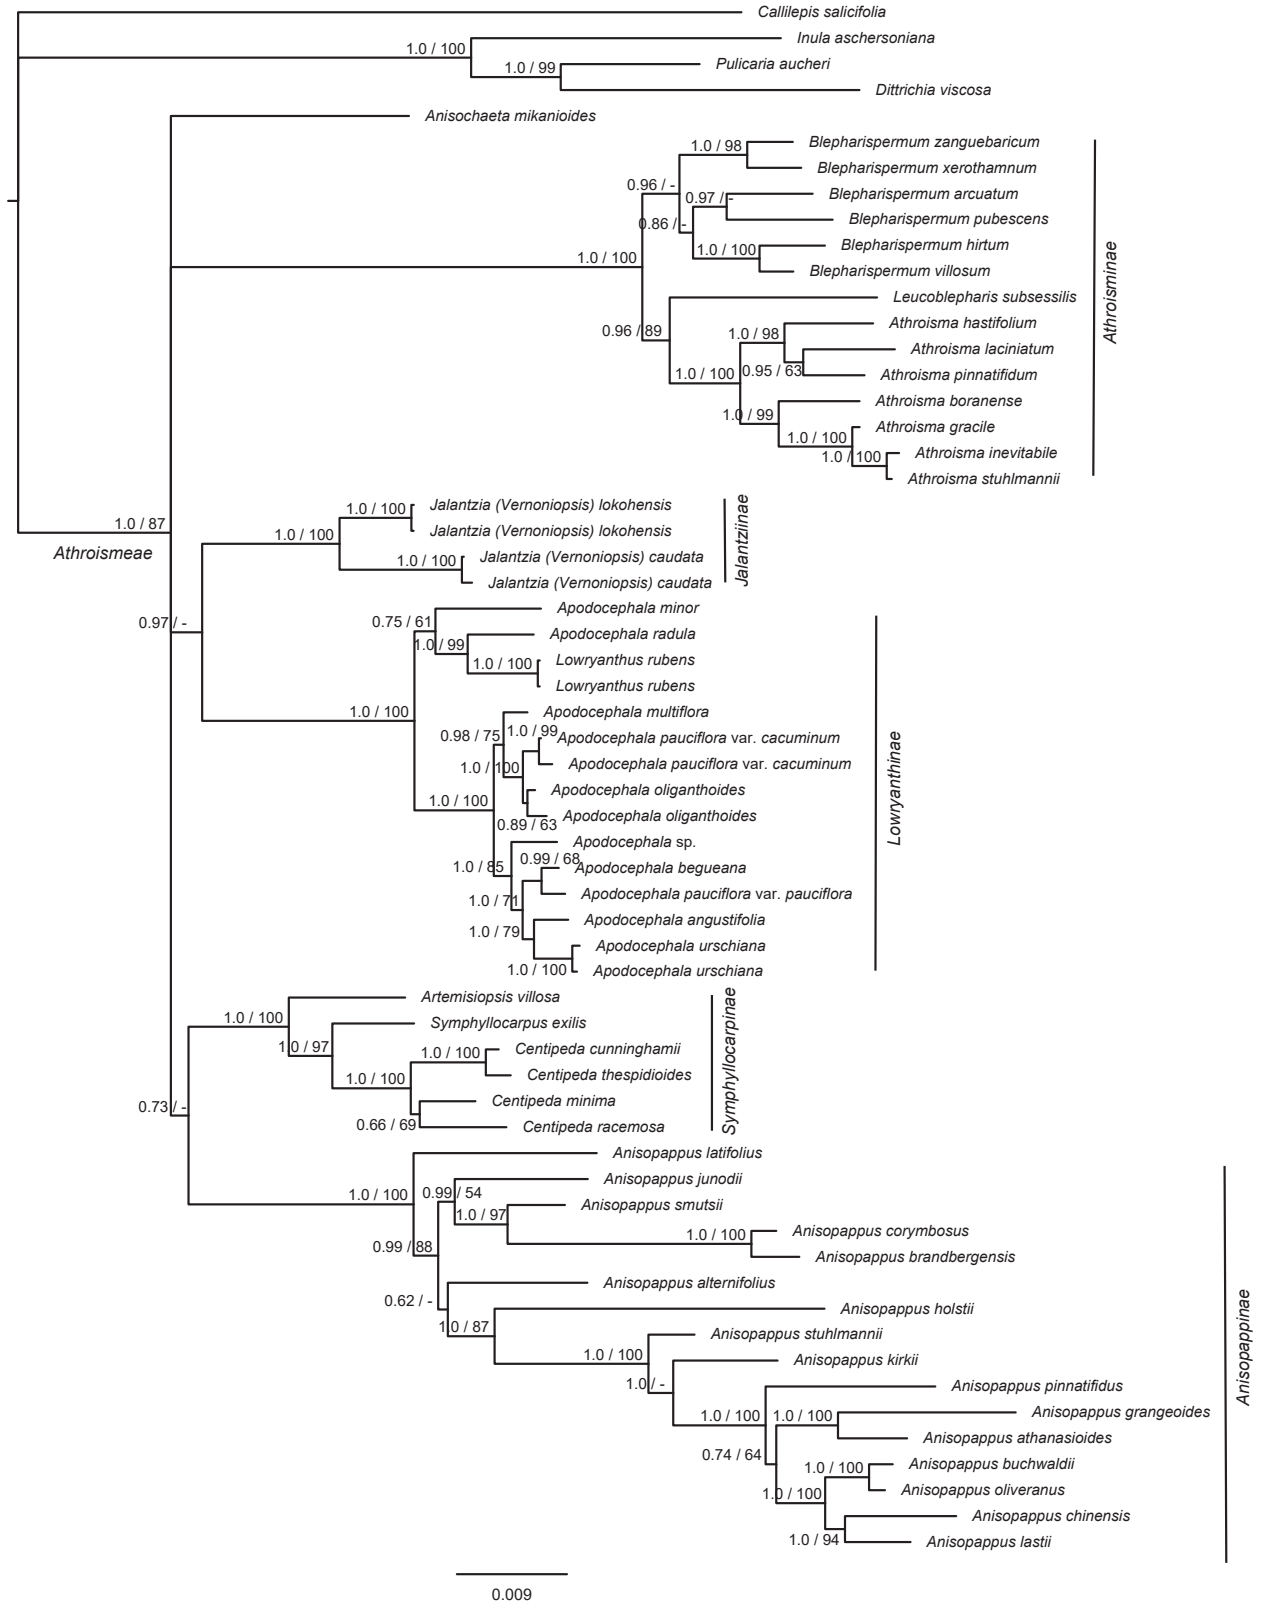 Callilepis salicifolia
Inula aschersoniana
1.0 / 100
Pulicaria aucheri
1.0 / 99
Dittrichia viscosa
Anisochaeta mikanioides
Blepharispermum zanguebaricum
1.0 / 98
Blepharispermum xerothamnum
0.96 / -
Blepharispermum arcuatum
0.97 / -
Blepharispermum pubescens
0.86 / -
Blepharispermum hirtum
1.0 / 100
1.0 / 100
Blepharispermum villosum
Leucoblepharis subsessilis
Athroisminae
Athroisma hastifolium
0.96 / 89
1.0 / 98
Athroisma laciniatum
1.0 / 100
0.95 / 63
Athroisma pinnatifidum
Athroisma boranense
1.0 / 99
Athroisma gracile
1.0 / 100
Athroisma inevitabile
1.0 / 100
Athroisma stuhlmannii
Jalantzia (Vernoniopsis) lokohensis
1.0 / 100
1.0 / 87
Jalantzia (Vernoniopsis) lokohensis
1.0 / 100
Athroismeae
Jalantzia (Vernoniopsis) caudata
1.0 / 100
Jalantzia (Vernoniopsis) caudata
Jalantziinae
Apodocephala minor
0.97 / -
0.75 / 61
Apodocephala radula
1.0 / 99
Lowryanthus rubens
1.0 / 100
Lowryanthus rubens
1.0 / 100
Apodocephala multiflora
0.98 / 75
1.0 / 99
Apodocephala pauciflora var. cacuminum
1.0 / 100
Apodocephala pauciflora var. cacuminum
Apodocephala oliganthoides
1.0 / 100
Apodocephala oliganthoides
0.89 / 63
Lowryanthinae
Apodocephala sp.
1.0 / 85
0.99 / 68
Apodocephala begueana
Apodocephala pauciflora var. pauciflora
1.0 / 71
Apodocephala angustifolia
1.0 / 79
Apodocephala urschiana
1.0 / 100
Apodocephala urschiana
Artemisiopsis villosa
1.0 / 100
Symphyllocarpus exilis
1.0 / 97
Centipeda cunninghamii
1.0 / 100
Centipeda thespidioides
1.0 / 100
Centipeda minima
0.73 / -
0.66 / 69
Centipeda racemosa
Symphyllocarpinae
Anisopappus latifolius
Anisopappus junodii
1.0 / 100
0.99 / 54
Anisopappus smutsii
1.0 / 97
Anisopappus corymbosus
1.0 / 100
0.99 / 88
Anisopappus brandbergensis
Anisopappus alternifolius
0.62 / -
Anisopappus holstii
1.0 / 87
Anisopappus stuhlmannii
1.0 / 100
Anisopappus kirkii
1.0 / -
Anisopappus pinnatifidus
Anisopappinae
Anisopappus grangeoides
1.0 / 100
1.0 / 100
Anisopappus athanasioides
0.74 / 64
Anisopappus buchwaldii
1.0 / 100
Anisopappus oliveranus
1.0 / 100
Anisopappus chinensis
1.0 / 94
Anisopappus lastii
0.009